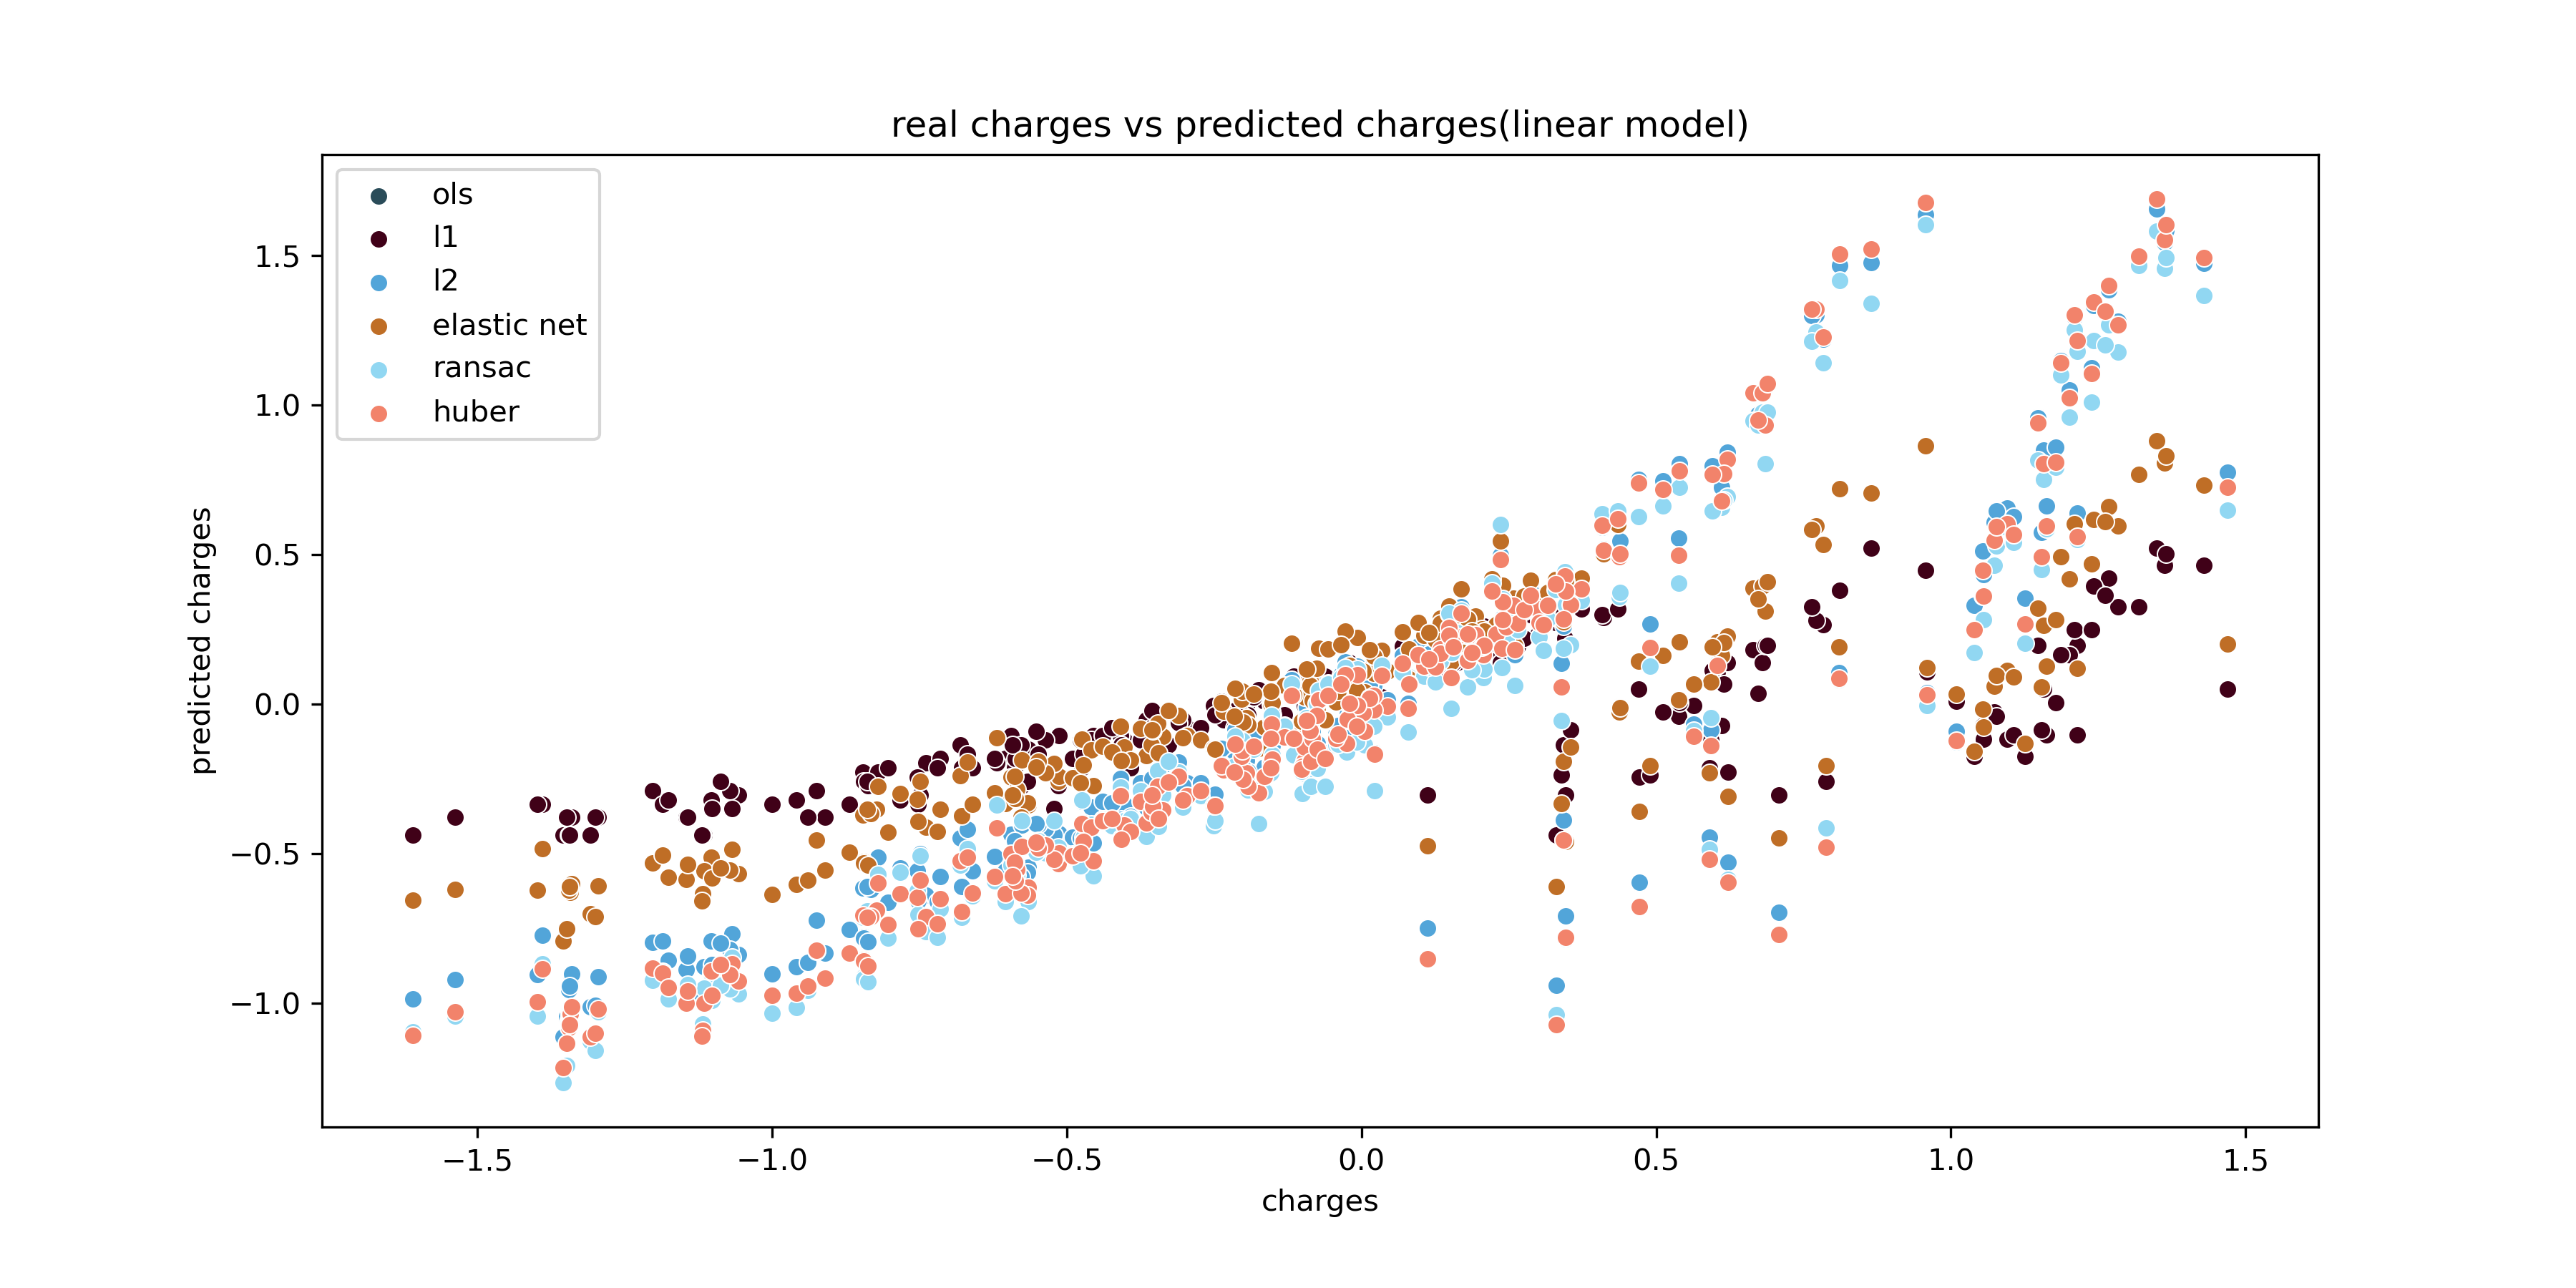 real charges vs predicted charges(linear model)
ols
l1
l2
elastic net
ransac
huber
predicted charges
1.5
1.0
0.5
0.0
−0.5
−1.0
−1.5
−1.0
−0.5
0.0
0.5
1.0
1.5
charges